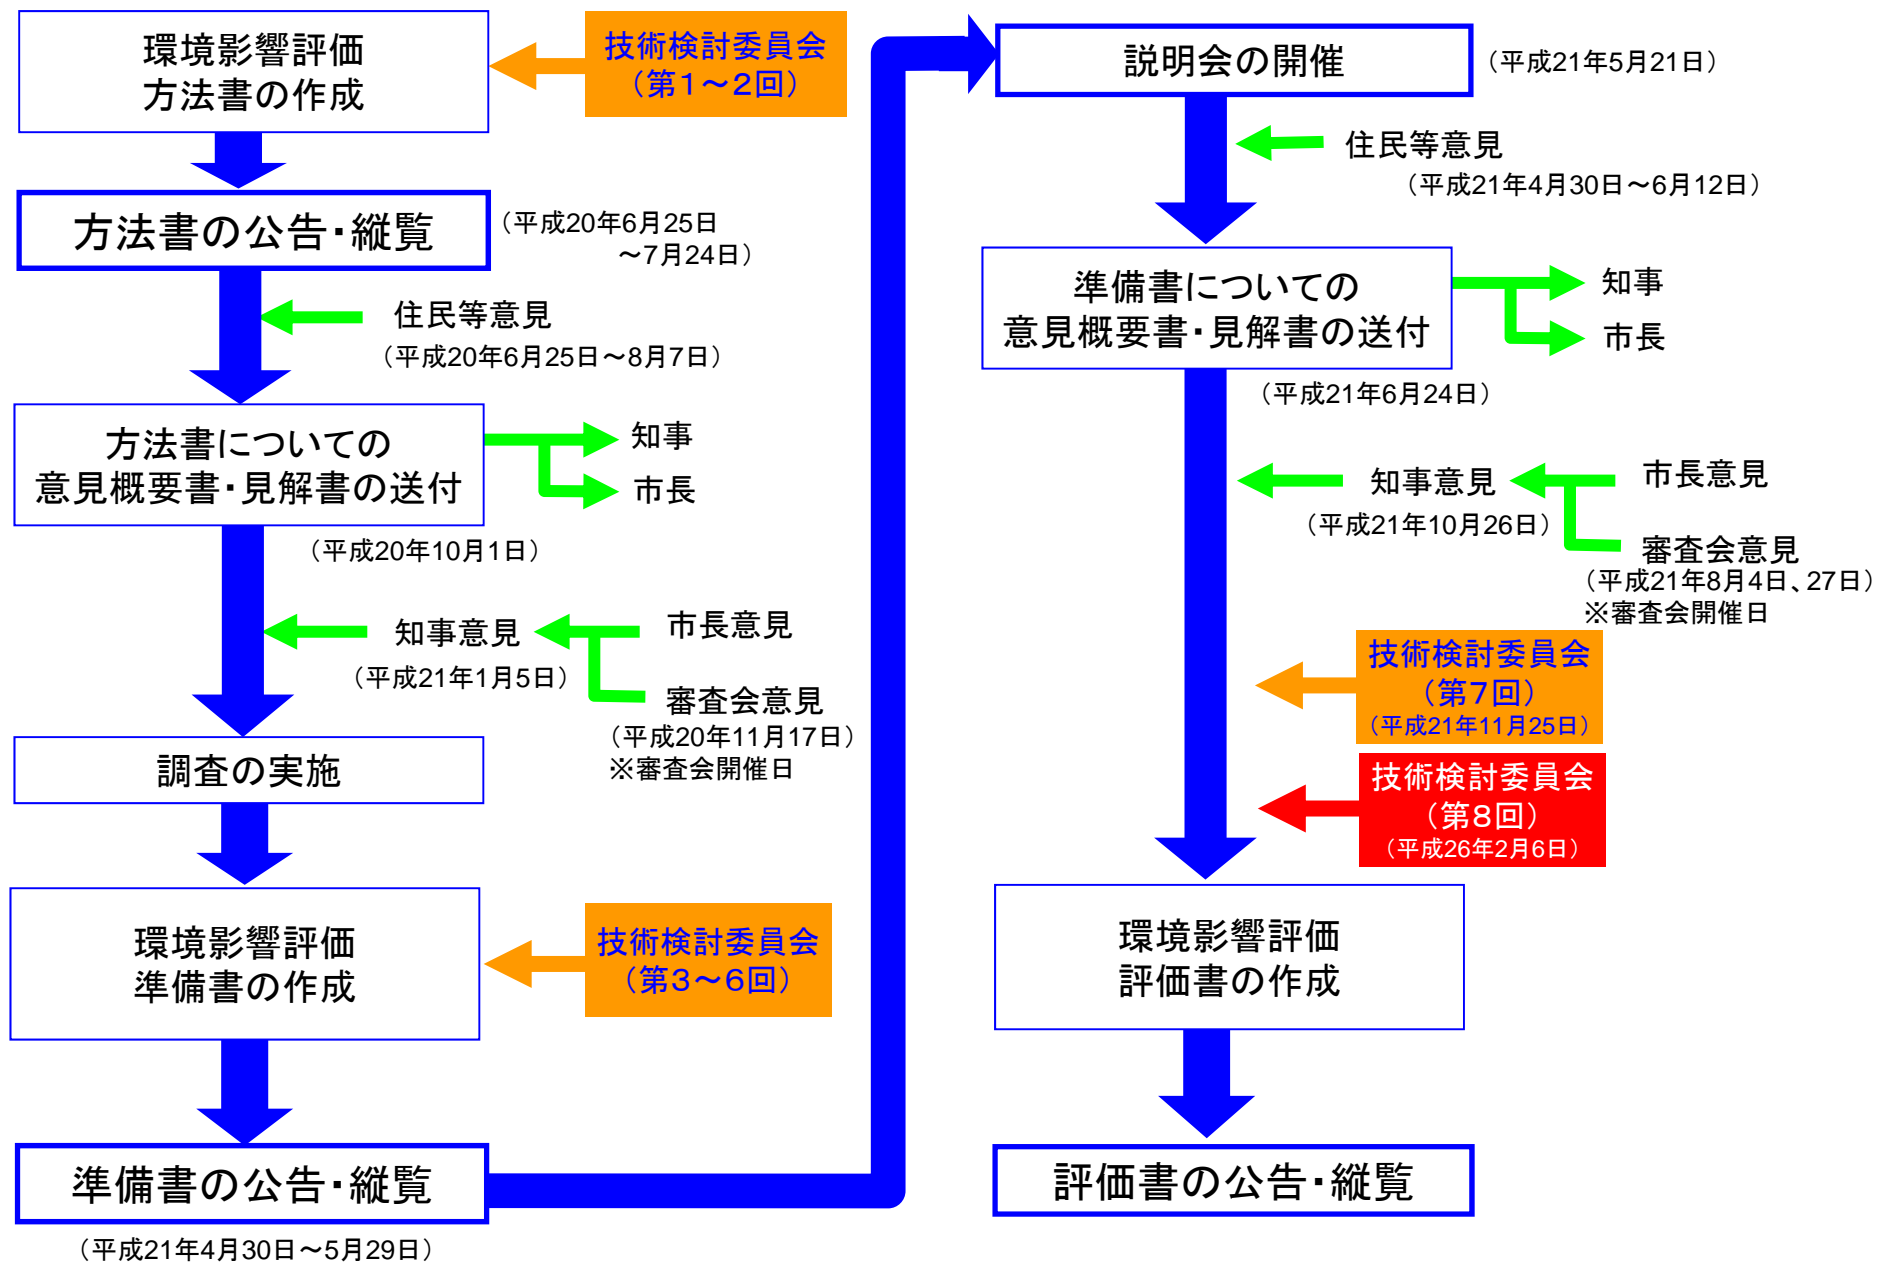 環境影響評価
方法書の作成
技術検討委員会
（第1～2回）
方法書の公告・縦覧
（平成20年6月25日
～7月24日）
住民等意見
（平成20年6月25日～8月7日）
方法書についての
意見概要書・見解書の送付
知事
市長
（平成20年10月1日）
知事意見
（平成21年1月5日）
市長意見
審査会意見
（平成20年11月17日）
※審査会開催日
調査の実施
環境影響評価
準備書の作成
技術検討委員会
（第3～6回）
準備書の公告・縦覧
（平成21年4月30日～5月29日）
説明会の開催
（平成21年5月21日）
住民等意見
（平成21年4月30日～6月12日）
準備書についての
意見概要書・見解書の送付
知事
市長
（平成21年6月24日）
知事意見
（平成21年10月26日）
市長意見
審査会意見
（平成21年8月4日、27日）
※審査会開催日
技術検討委員会
（第7回）
（平成21年11月25日）
技術検討委員会
（第8回）
（平成26年2月6日）
環境影響評価
評価書の作成
評価書の公告・縦覧